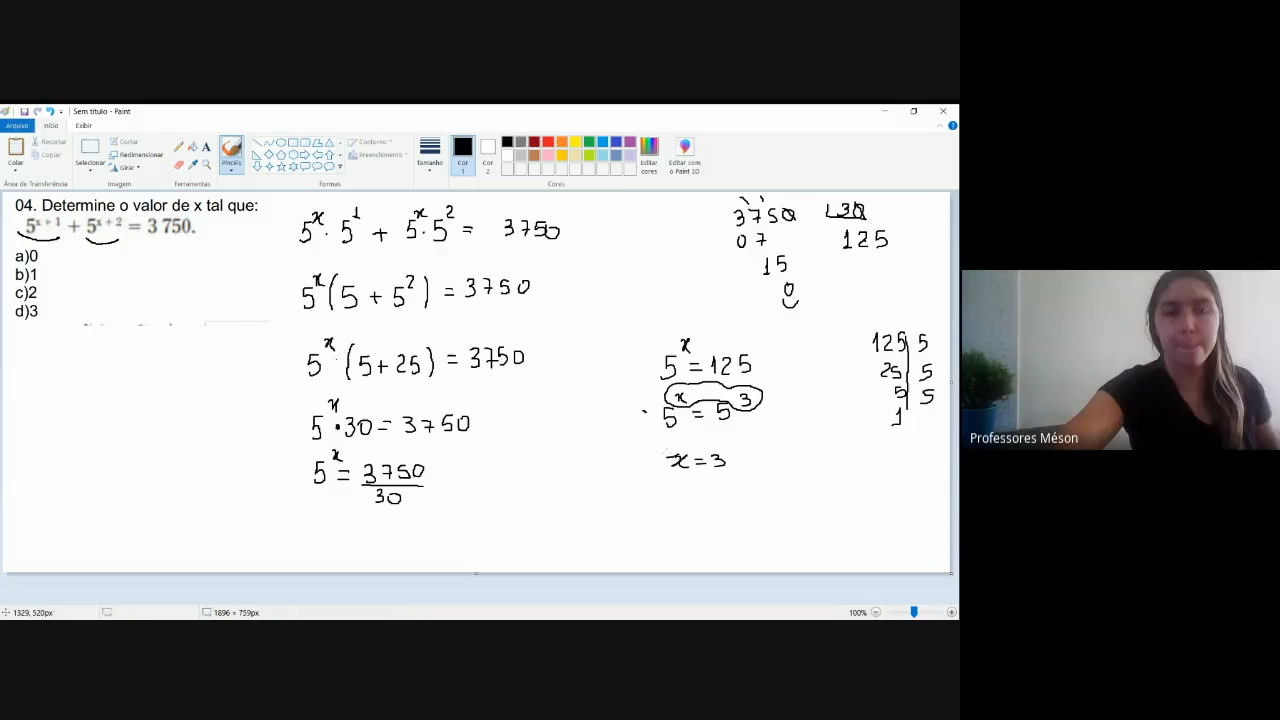 Sem título - Paint
Arquivo Início Exibir
Colar
Recortar
Copiar
Área de Transferência
Selecionar
Cortar
Redimensionar
Girar
Imagem
A
Ferramentas
Pincéis
Contorno
Preenchimento
Formas
Tamanho
Cor 1
Cor 2
Editar cores
Editar com o Paint 3D
Cores
04. Determine o valor de x tal que:
5^{x+1} + 5^{x+2} = 3 750.
a)0
b)1
c)2
d)3
5^x · 5^1 + 5^x · 5^2 = 3750
5^x (5 + 5^2) = 3750
5^x · (5 + 25) = 3750
5^x · 30 = 3750
5^x = 3750/30
3750 30
07 125
15
0
5^x = 125
5^x = 5^3
x = 3
125 5
25 5
5 5
1
Professores Méson
1329, 520px
1896 × 759px
100%